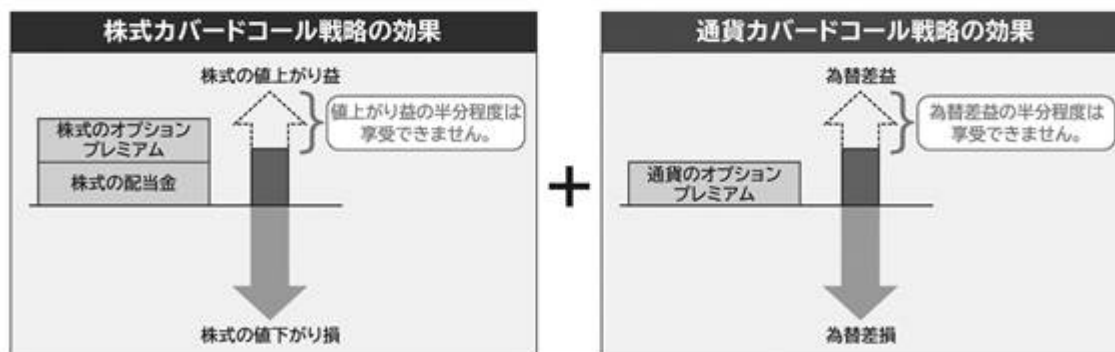 株式カバードコール戦略の効果
株式の値上がり益
値上がり益の半分程度は
享受できません。
株式のオプション
プレミアム
株式の配当金
株式の値下がり損
+
通貨カバードコール戦略の効果
為替差益
為替差益の半分程度は
享受できません。
通貨のオプション
プレミアム
為替差損